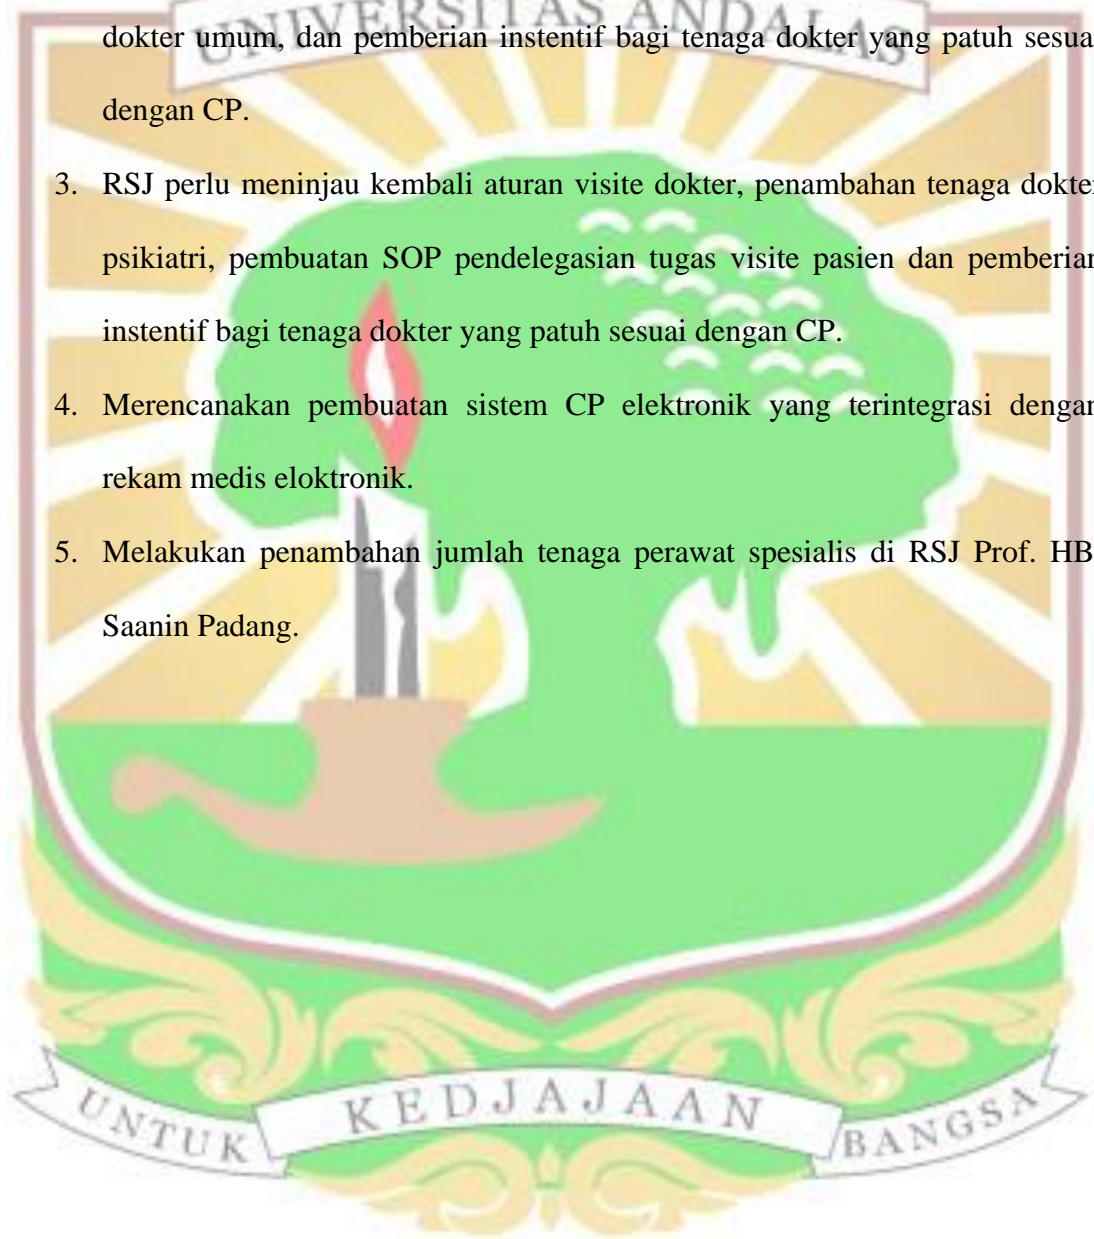 UNIVERSITAS ANDALAS
dokter umum, dan pemberian instentif bagi tenaga dokter yang patuh sesuai
dengan CP.
3. RSJ perlu meninjau kembali aturan visite dokter, penambahan tenaga dokter
psikiatri, pembuatan SOP pendelegasian tugas visite pasien dan pemberian
instentif bagi tenaga dokter yang patuh sesuai dengan CP.
4. Merencanakan pembuatan sistem CP elektronik yang terintegrasi dengan
rekam medis eloktronik.
5. Melakukan penambahan jumlah tenaga perawat spesialis di RSJ Prof. HB.
Saanin Padang.
UNTUK KEDJAJAAN BANGSA